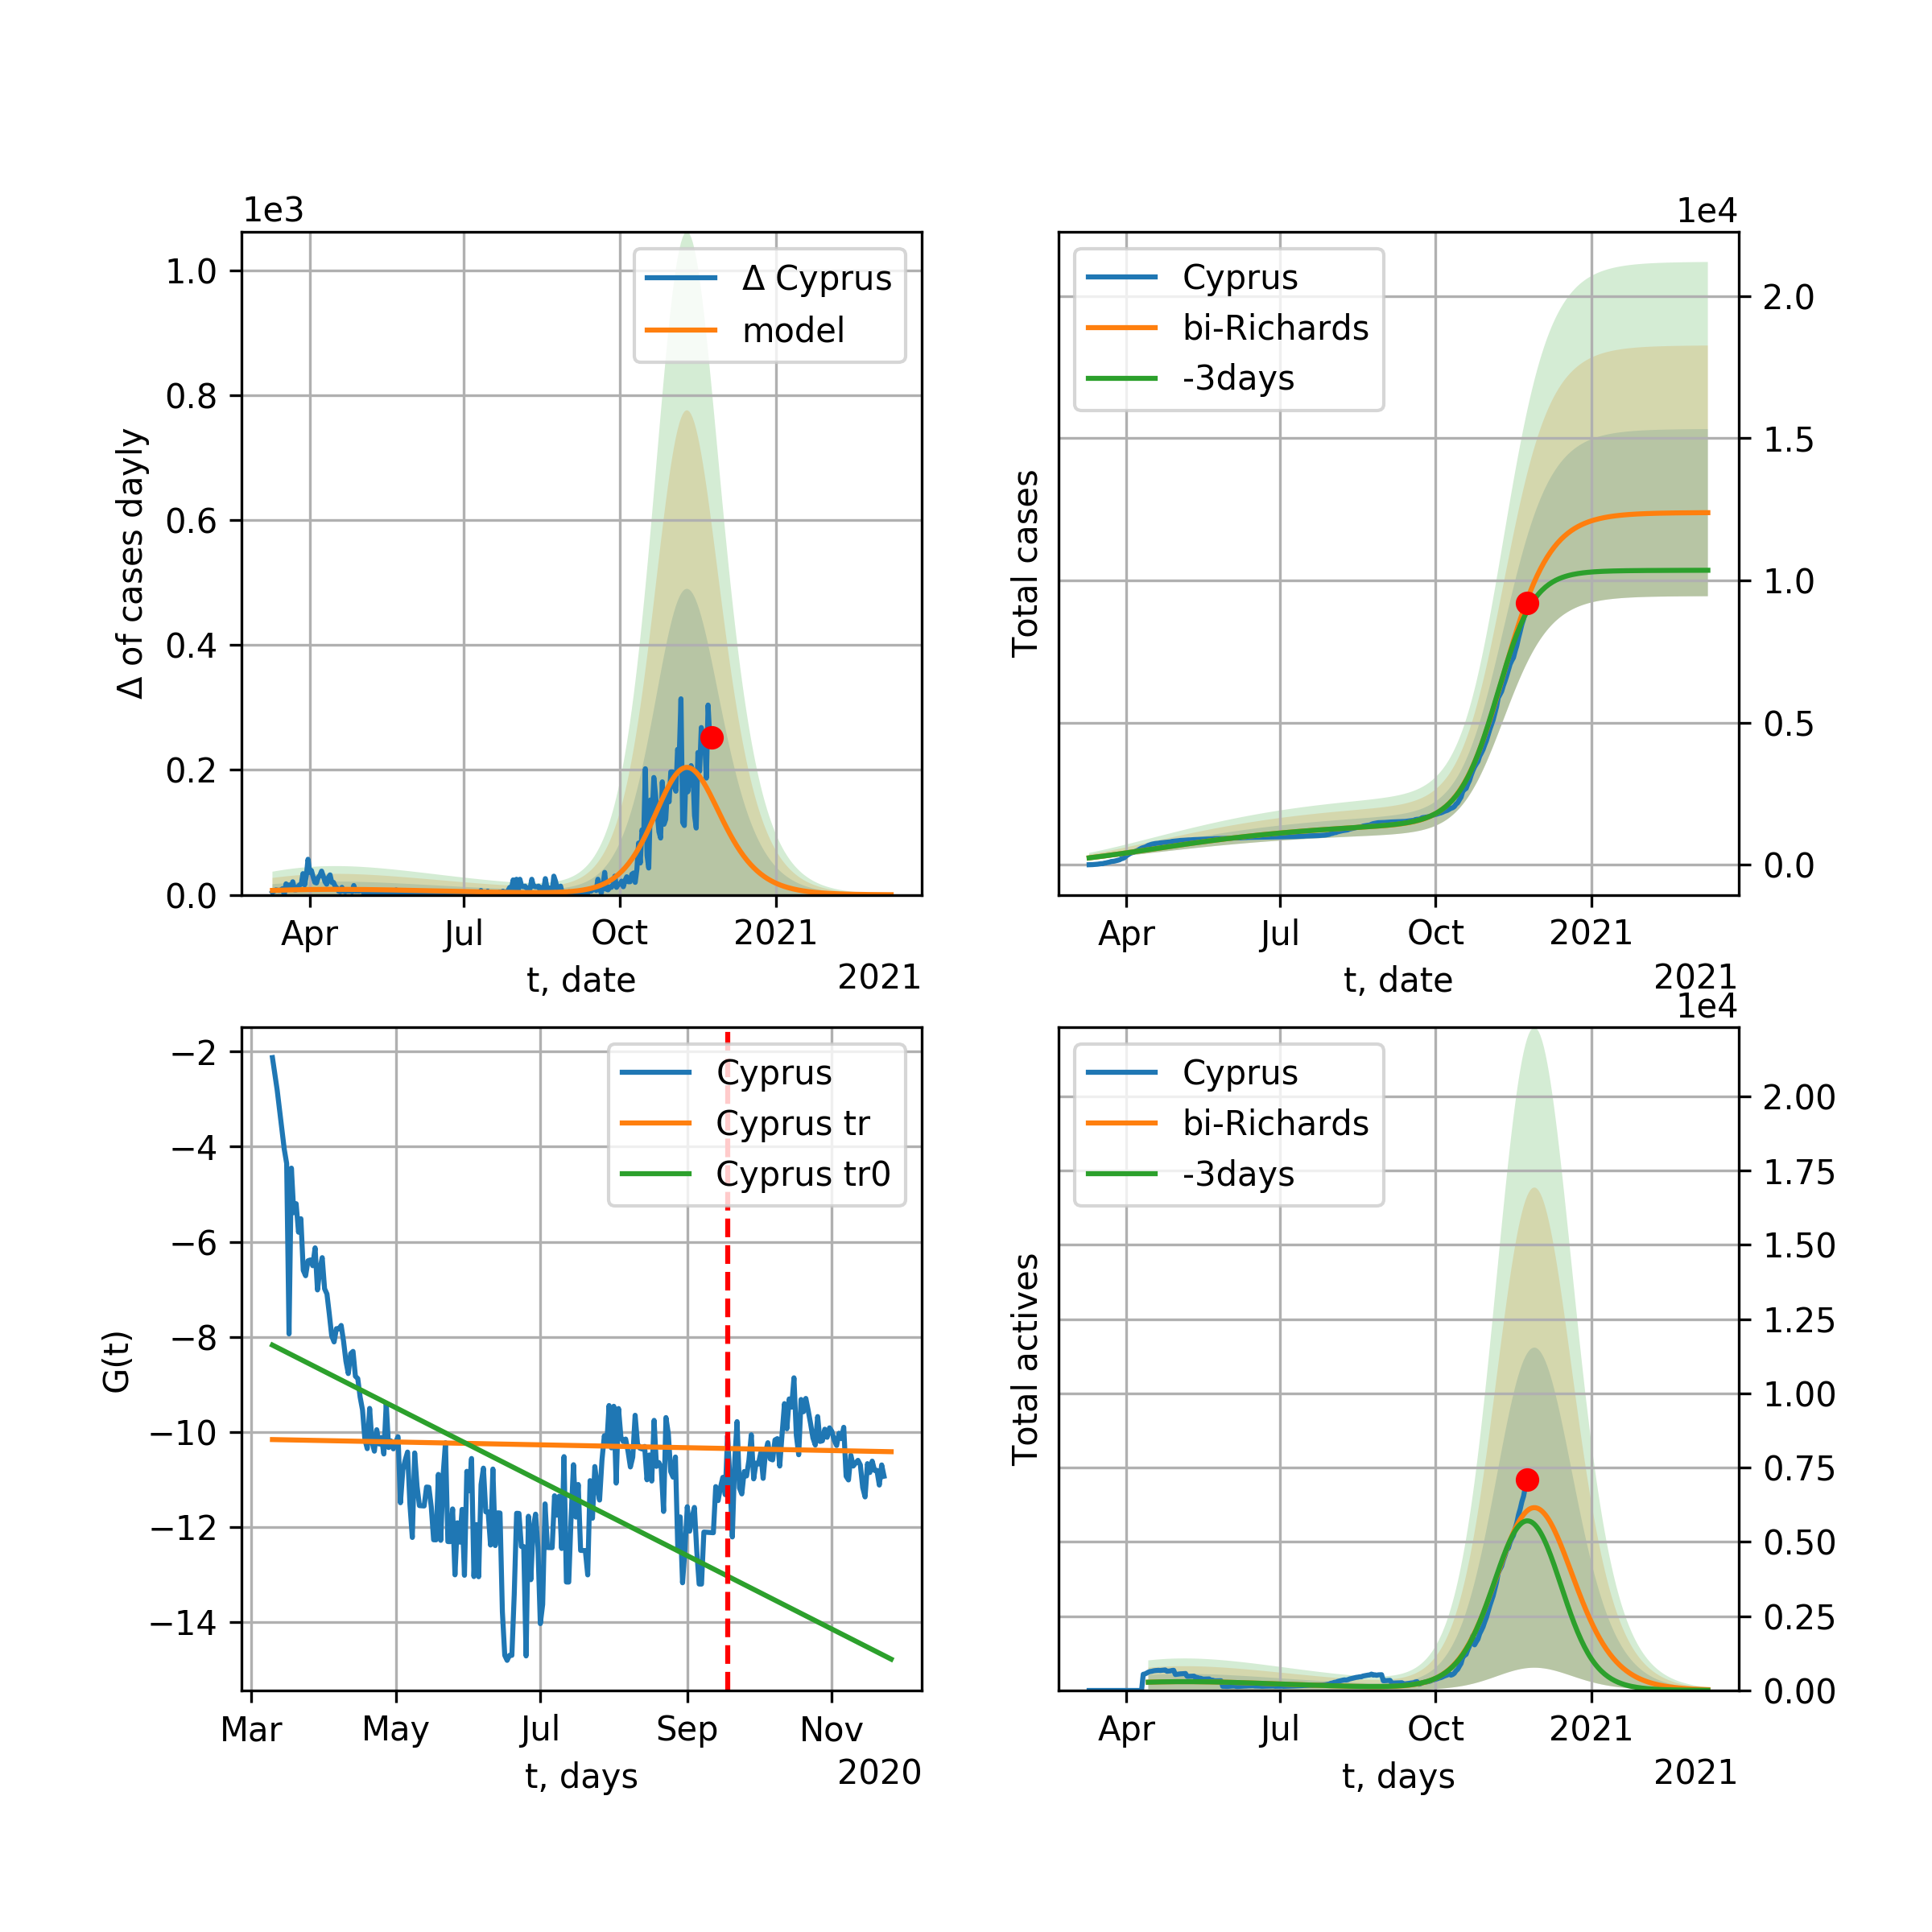 1e3
1.0
0.8
0.6
0.4
0.2
0.0
Δ of cases dayly
Δ Cyprus
model
Apr Jul Oct 2021
t, date
2021
1e4
Cyprus
bi-Richards
-3days
Total cases
2.0
1.5
1.0
0.5
0.0
Apr Jul Oct 2021
t, date
2021
−2
−4
−6
−8
−10
−12
−14
G(t)
Cyprus
Cyprus tr
Cyprus tr0
Mar May Jul Sep Nov
t, days
2020
1e4
Cyprus
bi-Richards
-3days
Total actives
2.00
1.75
1.50
1.25
1.00
0.75
0.50
0.25
0.00
Apr Jul Oct 2021
t, days
2021